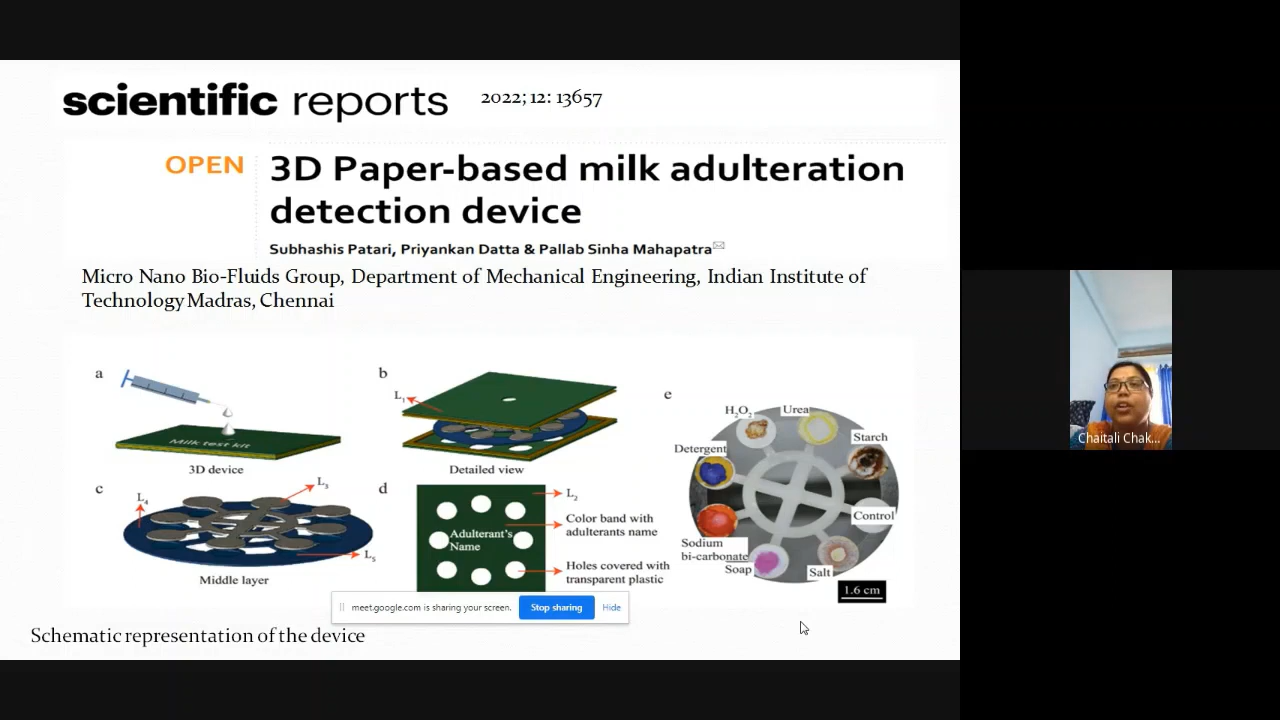 scientific reports
2022; 12: 13657
OPEN
3D Paper-based milk adulteration
detection device
Subhashis Patari, Priyankan Datta & Pallab Sinha Mahapatra
Micro Nano Bio-Fluids Group, Department of Mechanical Engineering, Indian Institute of
Technology Madras, Chennai
a
Milk test kit
3D device
b
L₁
Detailed view
c
L₄
L₃
L₅
Middle layer
d
L₂
Adulterant's
Name
Color band with
adulterants name
Holes covered with
transparent plastic
e
H₂O₂
Urea
Starch
Detergent
Control
Sodium
bi-carbonate
Soap
Salt
1.6 cm
meet.google.com is sharing your screen.
Stop sharing
Hide
Schematic representation of the device
Chaitali Chak...